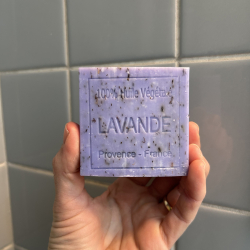 100% Huile Végétale
LAVANDE
Provence - France